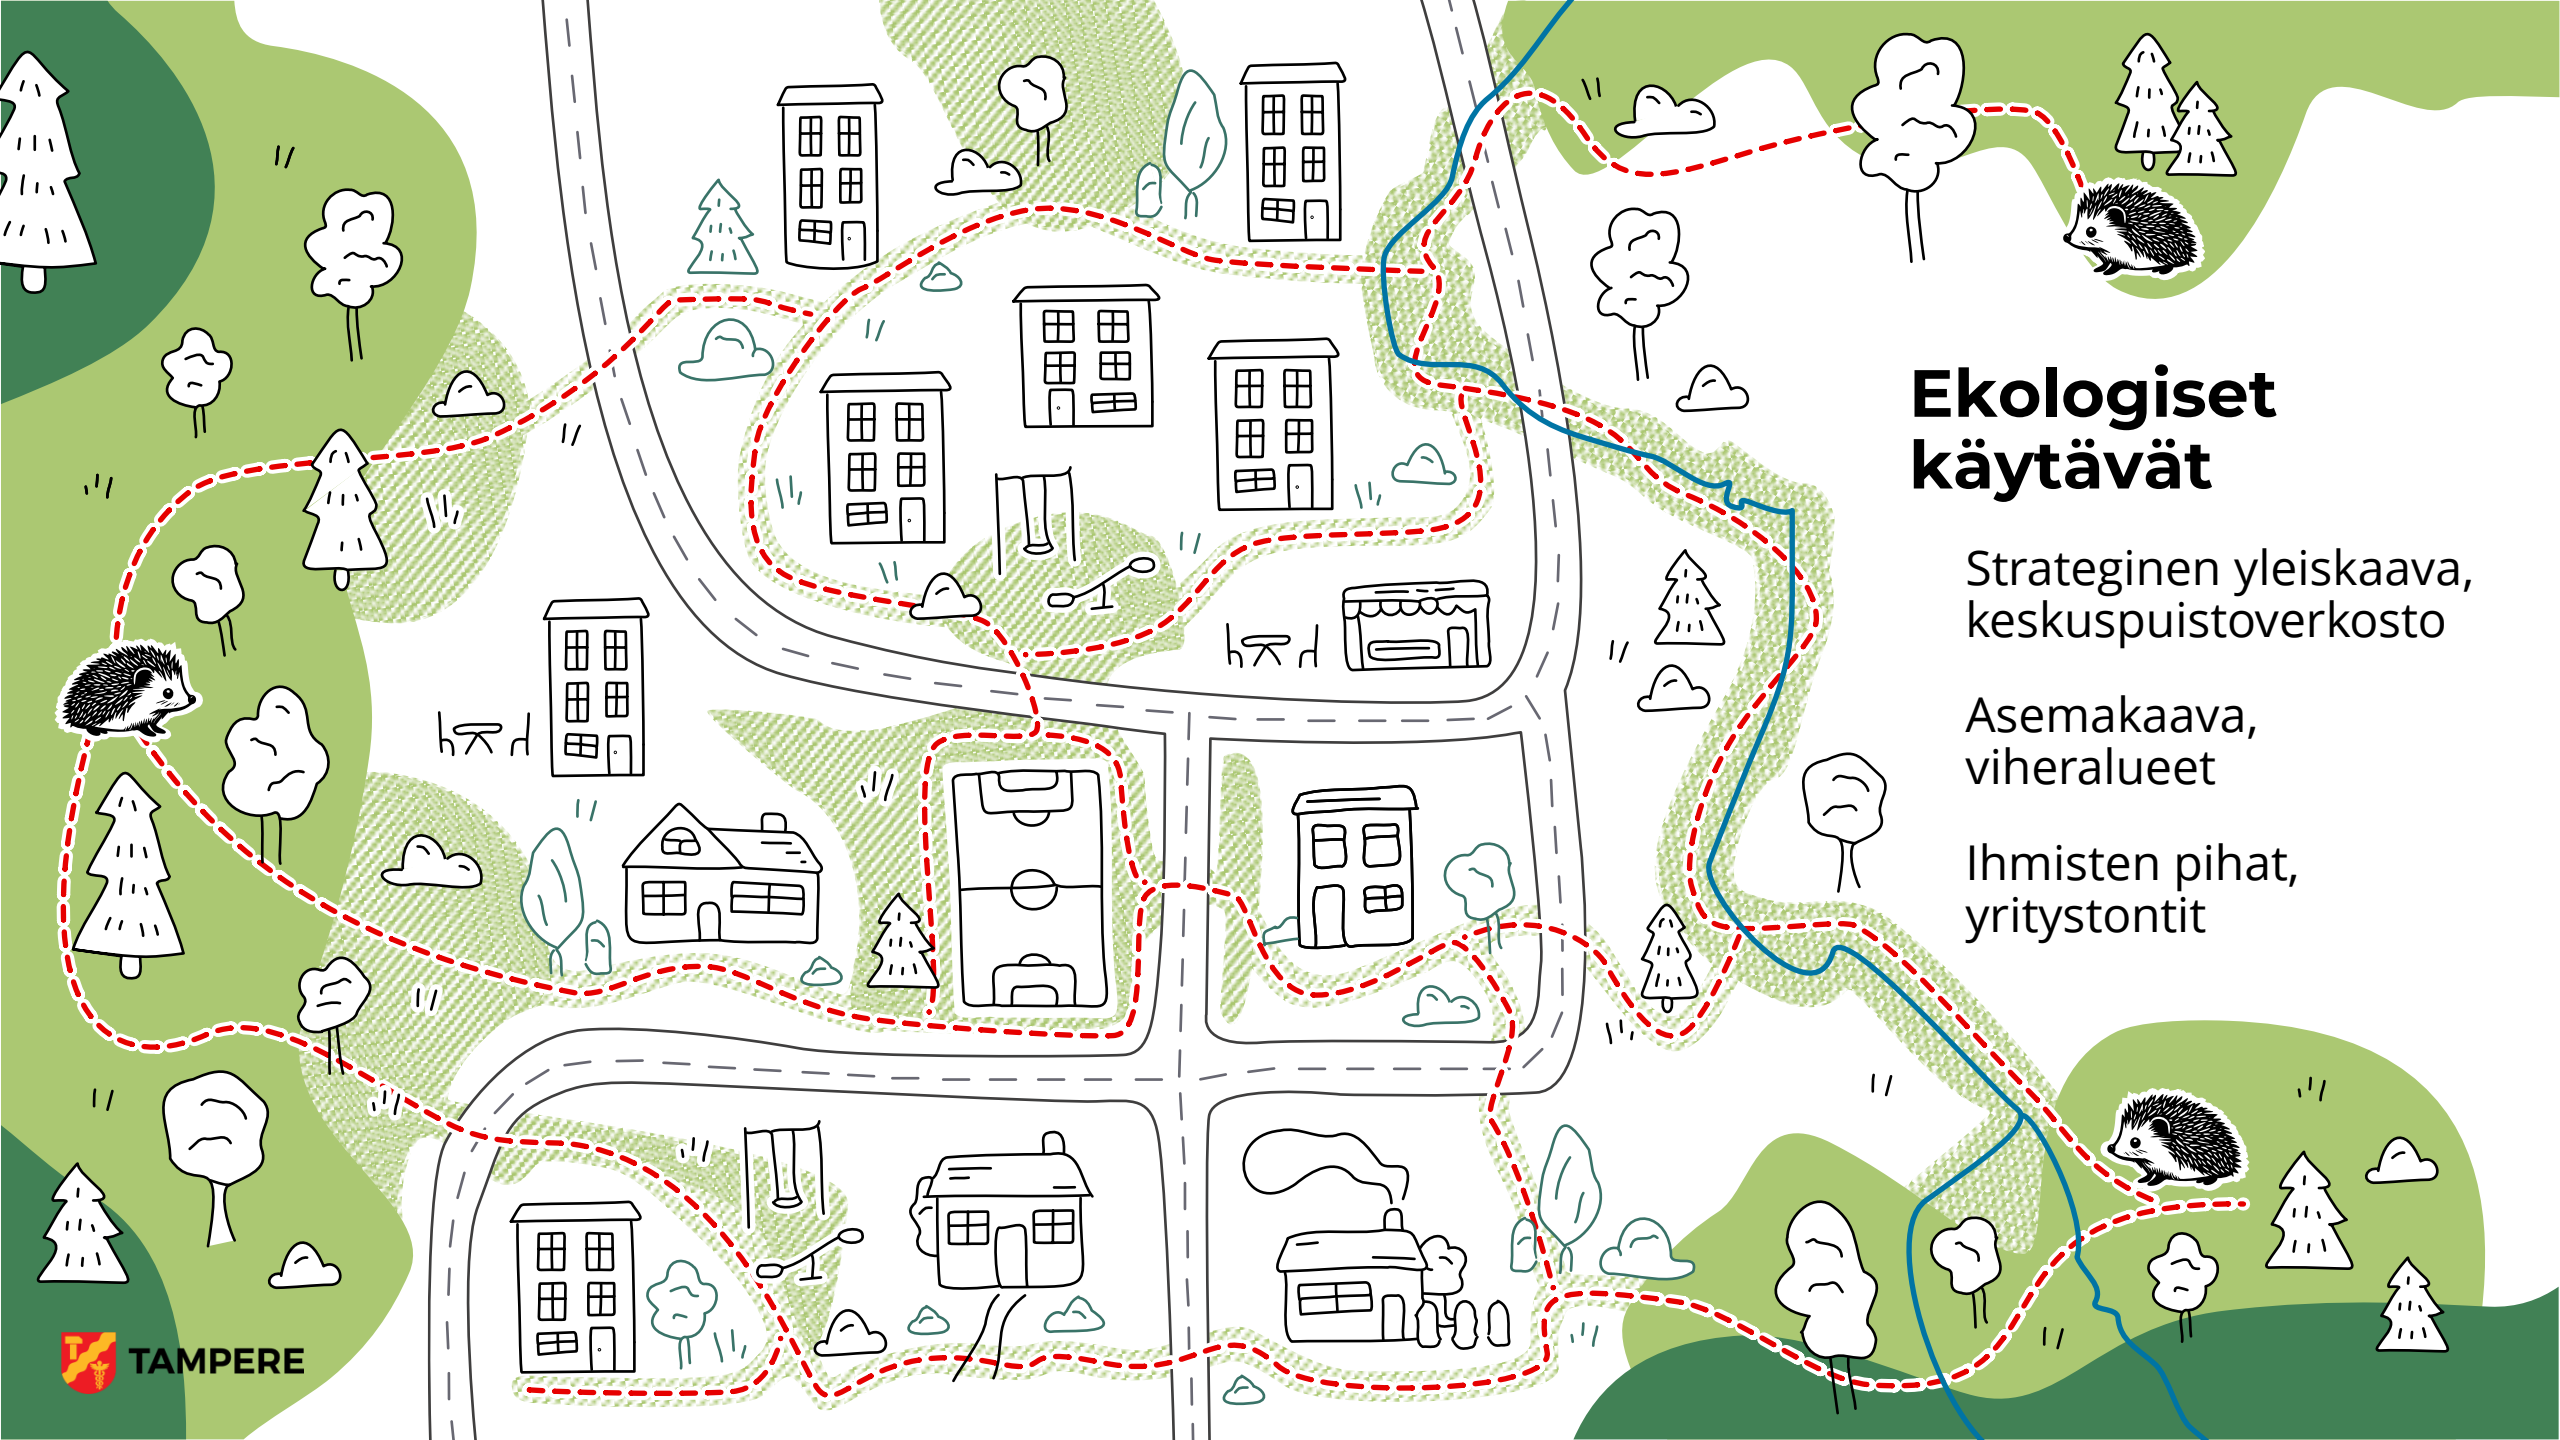 Ekologiset
käytävät
Strateginen yleiskaava,
keskuspuistoverkosto
Asemakaava,
viheralueet
Ihmisten pihat,
yritystontit
TAMPERE